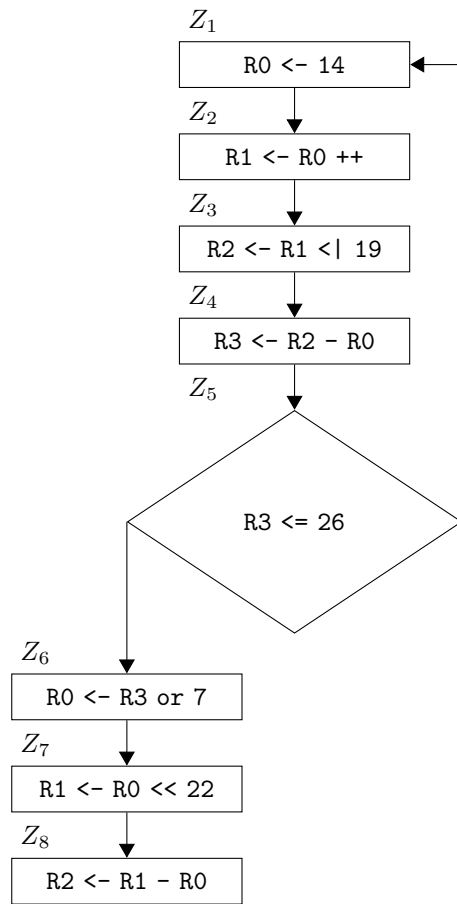 Z1
R0 <- 14
Z2
R1 <- R0 ++
Z3
R2 <- R1 <| 19
Z4
R3 <- R2 - R0
Z5
R3 <= 26
Z6
R0 <- R3 or 7
Z7
R1 <- R0 << 22
Z8
R2 <- R1 - R0